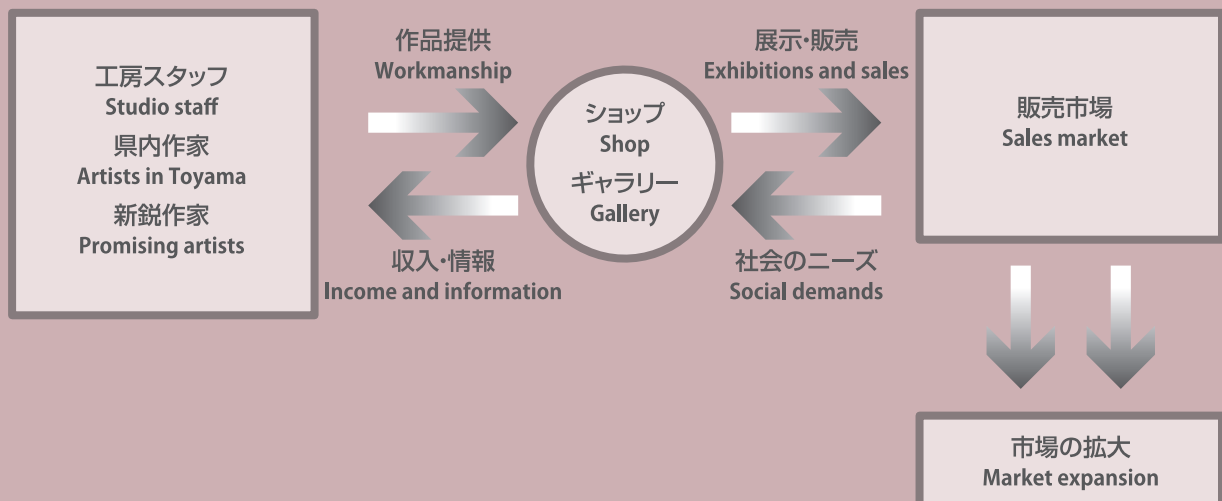 工房スタッフ
Studio staff
県内作家
Artists in Toyama
新鋭作家
Promising artists
作品提供
Workmanship
収入・情報
Income and information
ショップ
Shop
ギャラリー
Gallery
展示・販売
Exhibitions and sales
社会のニーズ
Social demands
販売市場
Sales market
市場の拡大
Market expansion